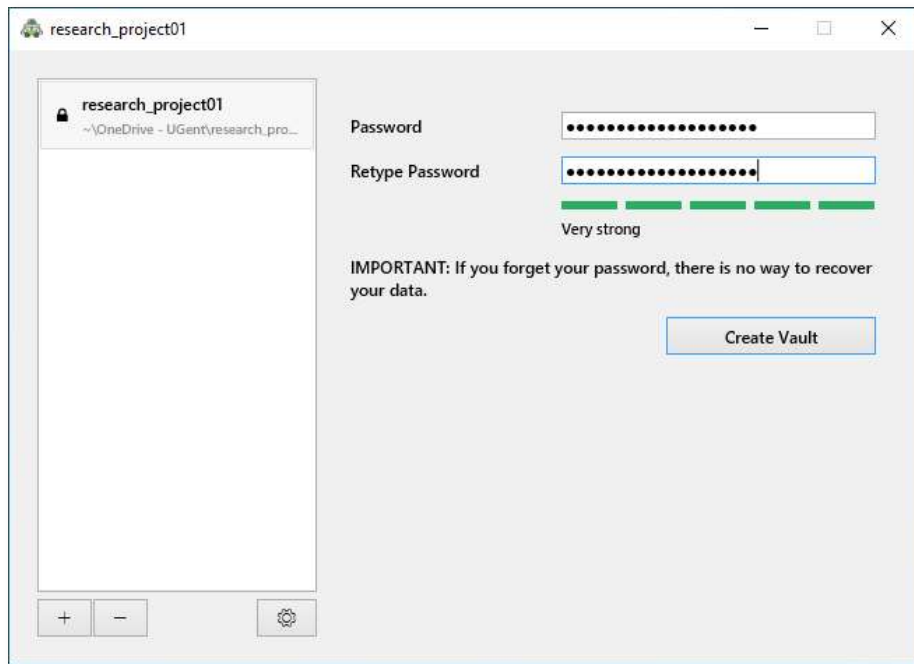 research_project01
research_project01
~\OneDrive - UGent\research_pro...
Password
•••••••••••••••••••
Retype Password
•••••••••••••••••••
Very strong
IMPORTANT: If you forget your password, there is no way to recover
your data.
Create Vault
+ −